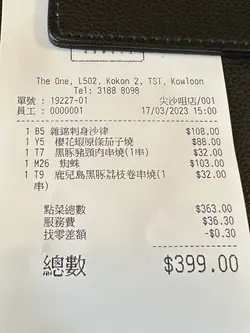 The One, L502, Kokon 2, TST, Kowloon
Tel: 3188 8098
單號 : 19227-01 尖沙咀店/001
員工 : 0000001 17/03/2023 15:00
1 B5 雜錦刺身沙律 $108.00
1 Y5 櫻花蝦原條茄子燒 $88.00
1 T7 黑豚豬頸肉串燒(1串) $32.00
1 M26 蜘蛛 $103.00
1 T9 鹿兒島黑豚荔枝卷串燒(1串) $32.00
點菜總數 $363.00
服務費 $36.30
找零差額 -$0.30
總數 $399.00